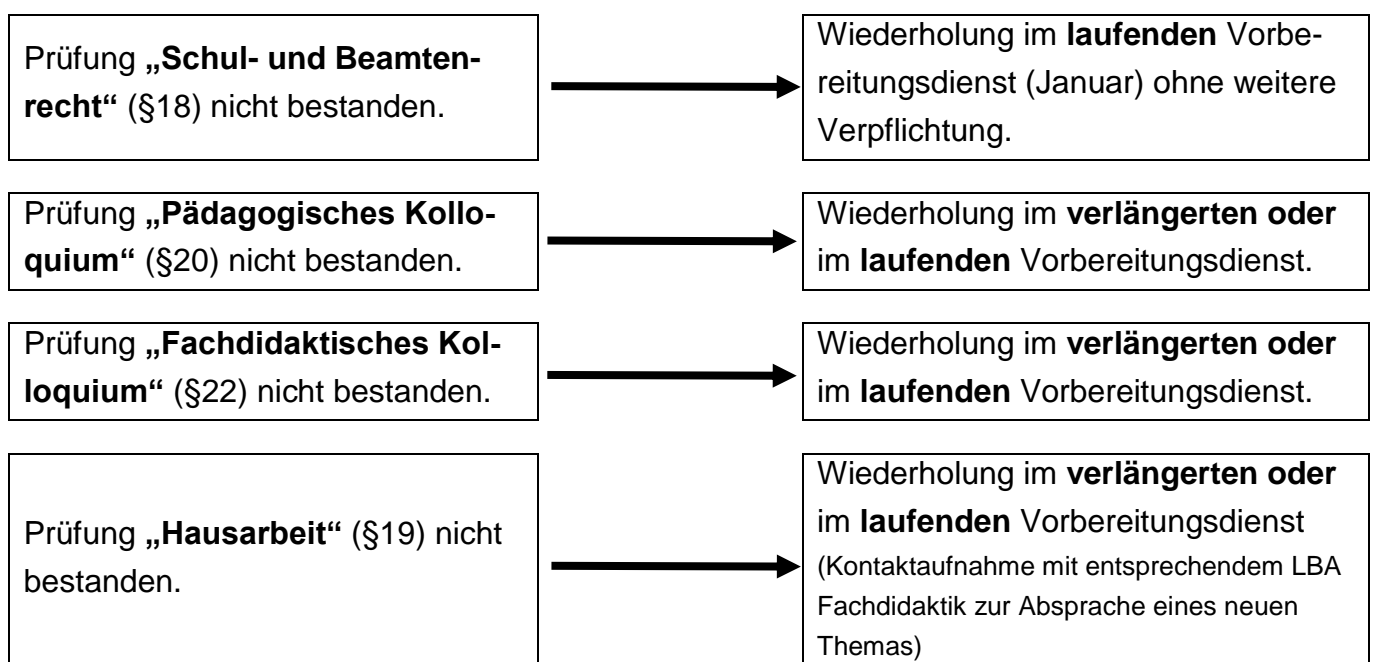 Prüfung „Schul- und Beamten-
recht“ (§18) nicht bestanden.
Wiederholung im laufenden Vorbe-
reitungsdienst (Januar) ohne weitere
Verpflichtung.
Prüfung „Pädagogisches Kollo-
quium“ (§20) nicht bestanden.
Wiederholung im verlängerten oder
im laufenden Vorbereitungsdienst.
Prüfung „Fachdidaktisches Kol-
loquium“ (§22) nicht bestanden.
Wiederholung im verlängerten oder
im laufenden Vorbereitungsdienst.
Prüfung „Hausarbeit“ (§19) nicht
bestanden.
Wiederholung im verlängerten oder
im laufenden Vorbereitungsdienst
(Kontaktaufnahme mit entsprechendem LBA
Fachdidaktik zur Absprache eines neuen
Themas)